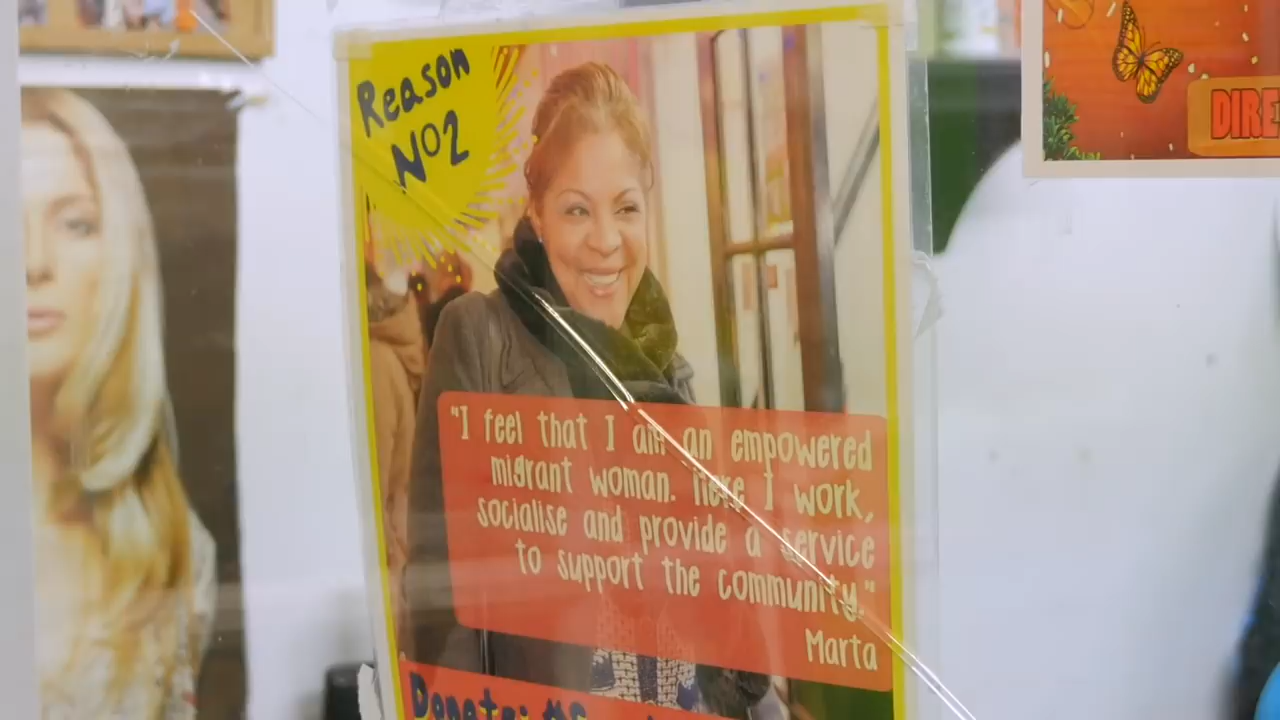 Reason
Nº2
"I feel that I am an empowered
migrant woman. Here I work,
socialise and provide a service
to support the community."
Marta